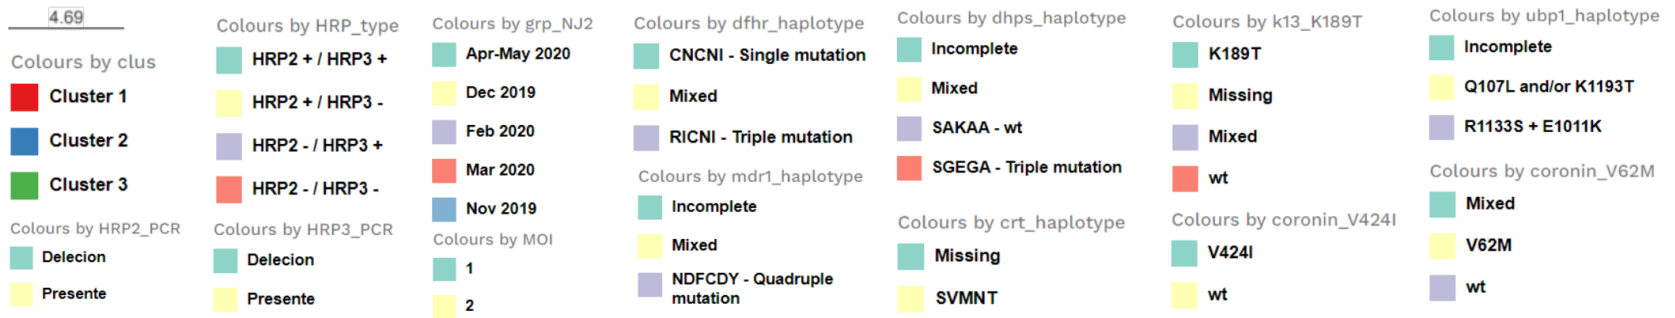 4.69
Colours by clus
Cluster 1
Cluster 2
Cluster 3
Colours by HRP2_PCR
Delecion
Presente
Colours by HRP_type
HRP2 + / HRP3 +
HRP2 + / HRP3 -
HRP2 - / HRP3 +
HRP2 - / HRP3 -
Colours by HRP3_PCR
Delecion
Presente
Colours by grp_NJ2
Apr-May 2020
Dec 2019
Feb 2020
Mar 2020
Nov 2019
Colours by MOI
1
2
Colours by dfhr_haplotype
CNCNI - Single mutation
Mixed
RICNI - Triple mutation
Colours by mdr1_haplotype
Incomplete
Mixed
NDFCDY - Quadruple
mutation
Colours by dhps_haplotype
Incomplete
Mixed
SAKAA - wt
SGEGA - Triple mutation
Colours by crt_haplotype
Missing
SVMNT
Colours by k13_K189T
K189T
Missing
Mixed
wt
Colours by coronin_V424I
V424I
wt
Colours by ubp1_haplotype
Incomplete
Q107L and/or K1193T
R1133S + E1011K
Colours by coronin_V62M
Mixed
V62M
wt